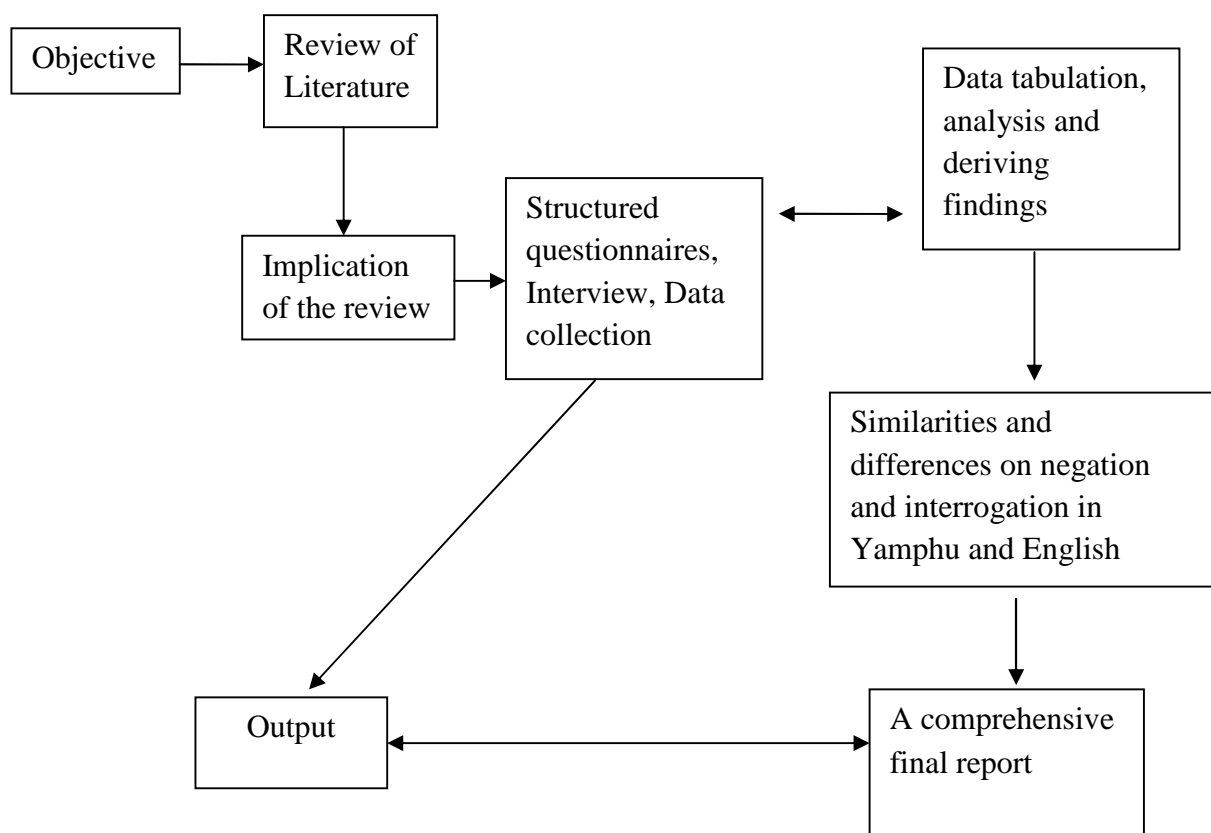 Objective
Review of
Literature
Implication
of the review
Structured
questionnaires,
Interview, Data
collection
Data tabulation,
analysis and
deriving
findings
Similarities and
differences on negation
and interrogation in
Yamphu and English
A comprehensive
final report
Output